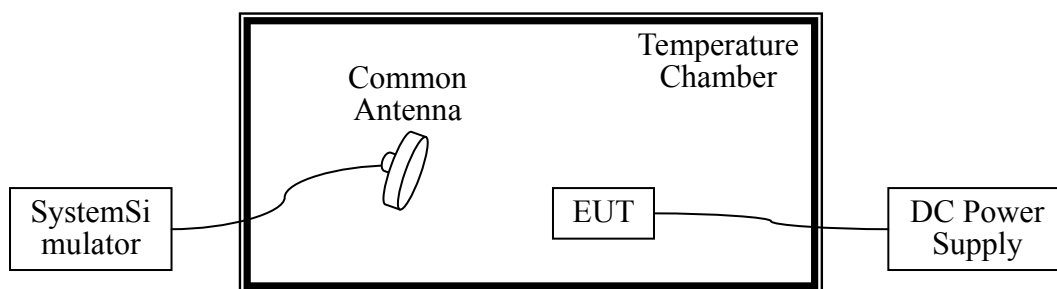 Temperature
Chamber
Common
Antenna
SystemSi
mulator
EUT
DC Power
Supply